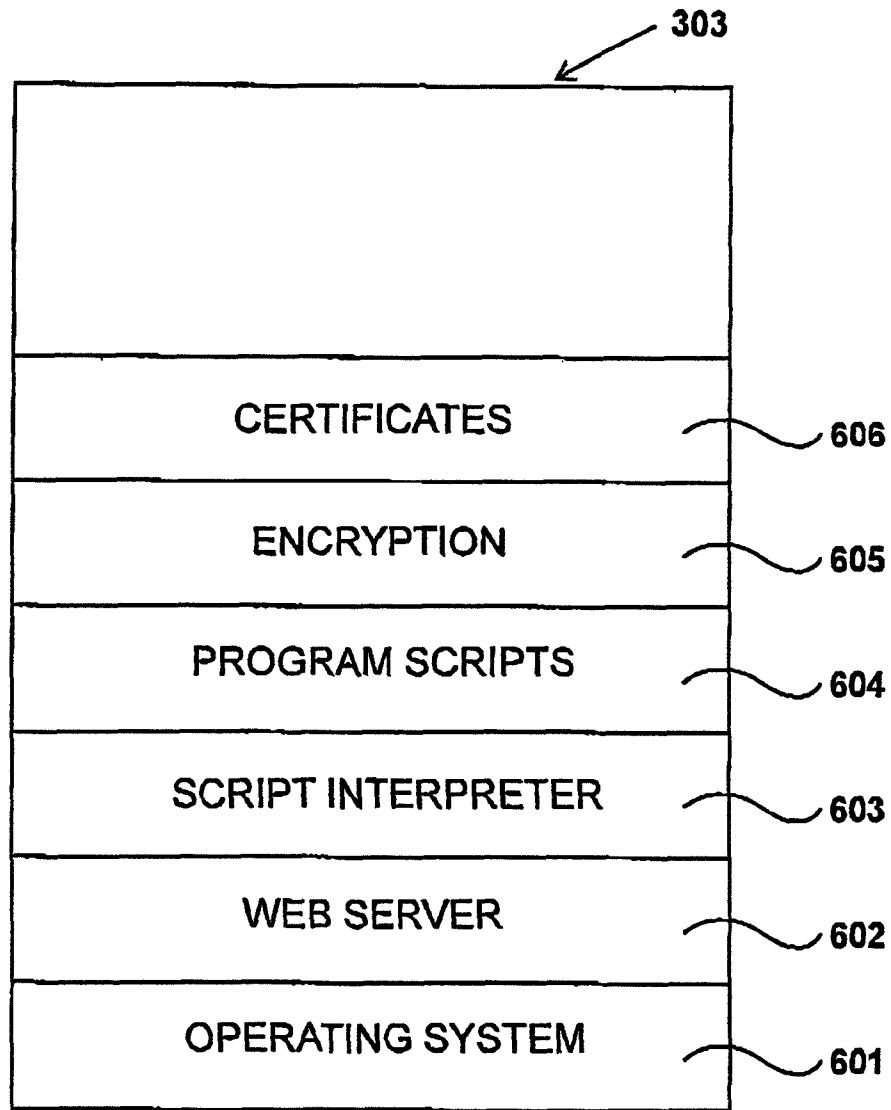 303
CERTIFICATES 606
ENCRYPTION 605
PROGRAM SCRIPTS 604
SCRIPT INTERPRETER 603
WEB SERVER 602
OPERATING SYSTEM 601